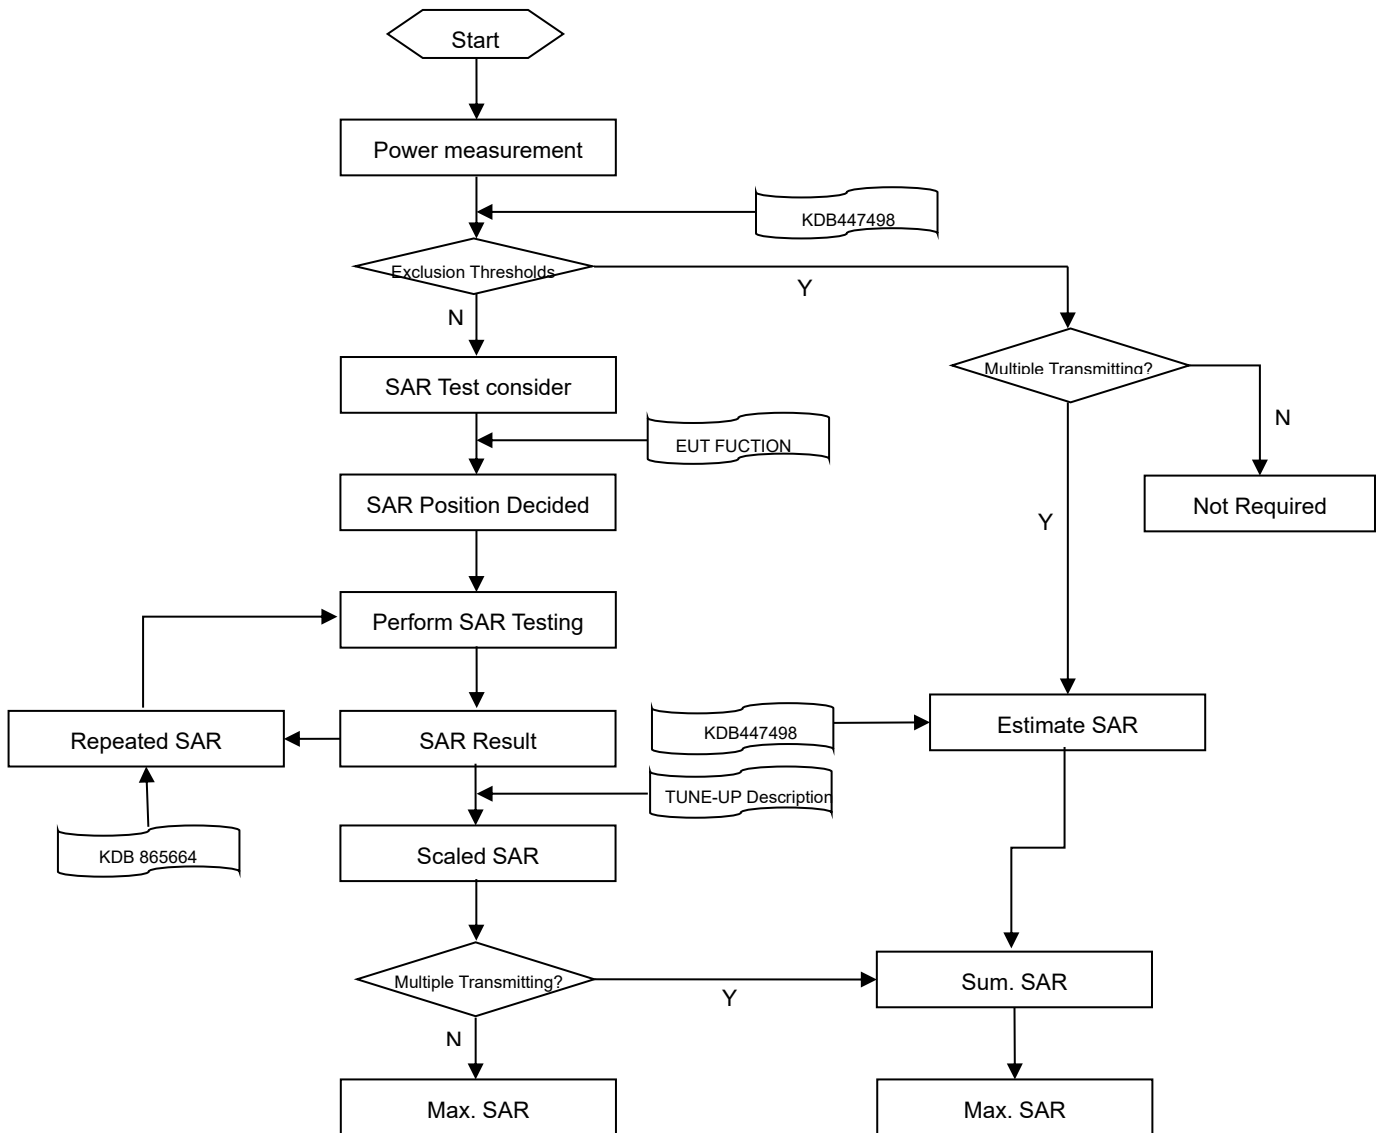 Start
Power measurement
KDB447498
Exclusion Thresholds
Y
N
Multiple Transmitting?
SAR Test consider
N
EUT FUCTION
SAR Position Decided
Not Required
Y
Perform SAR Testing
Repeated SAR
SAR Result
KDB447498
Estimate SAR
TUNE-UP Description
KDB 865664
Scaled SAR
Multiple Transmitting?
Y
Sum. SAR
N
Max. SAR
Max. SAR